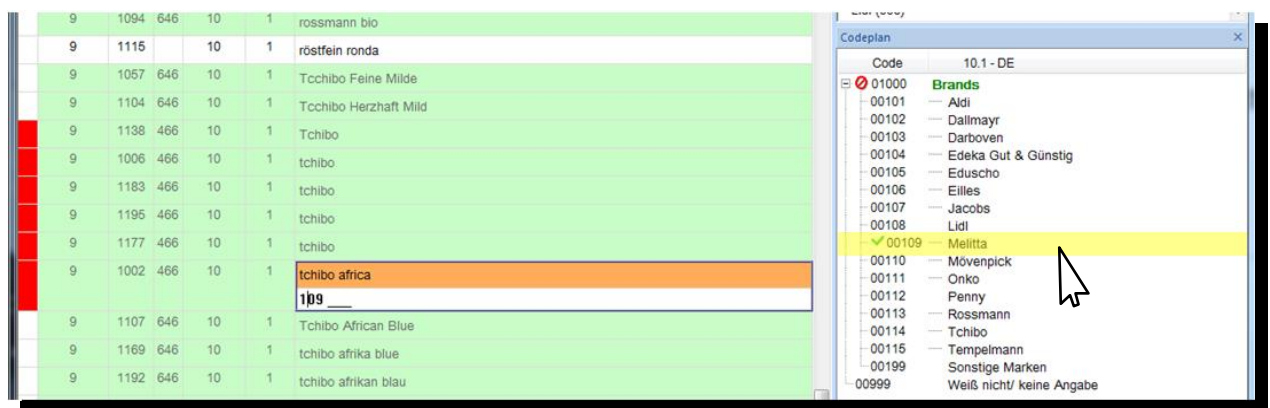 9 1094 646 10 1 rossmann bio
9 1115 10 1 röstfein ronda
9 1057 646 10 1 Tcchibo Feine Milde
9 1104 646 10 1 Tcchibo Herzhaft Mild
9 1138 466 10 1 Tchibo
9 1006 466 10 1 tchibo
9 1183 466 10 1 tchibo
9 1195 466 10 1 tchibo
9 1177 466 10 1 tchibo
9 1002 466 10 1 tchibo africa
109 ___
9 1107 646 10 1 Tchibo African Blue
9 1169 646 10 1 tchibo afrika blue
9 1192 646 10 1 tchibo afrikan blau
Codeplan
Code 10.1 - DE
01000 Brands
00101 Aldi
00102 Dallmayr
00103 Darboven
00104 Edeka Gut & Günstig
00105 Eduscho
00106 Eilles
00107 Jacobs
00108 Lidl
00109 Melitta
00110 Mövenpick
00111 Onko
00112 Penny
00113 Rossmann
00114 Tchibo
00115 Tempelmann
00199 Sonstige Marken
00999 Weiß nicht/ keine Angabe